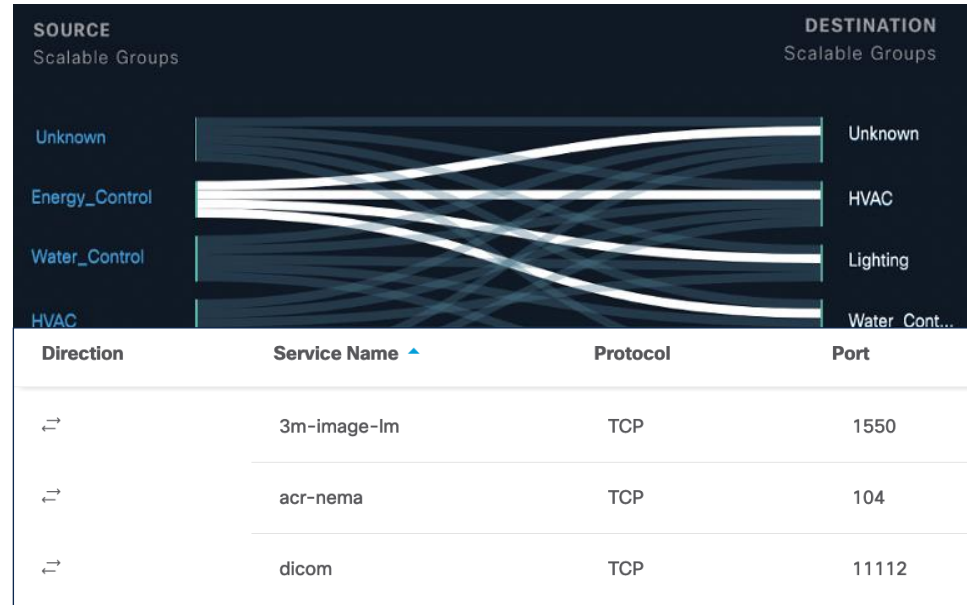 SOURCE
Scalable Groups
DESTINATION
Scalable Groups
Unknown
Energy_Control
Water_Control
HVAC
Unknown
HVAC
Lighting
Water_Cont...
Direction Service Name Protocol Port
3m-image-lm TCP 1550
acr-nema TCP 104
dicom TCP 11112